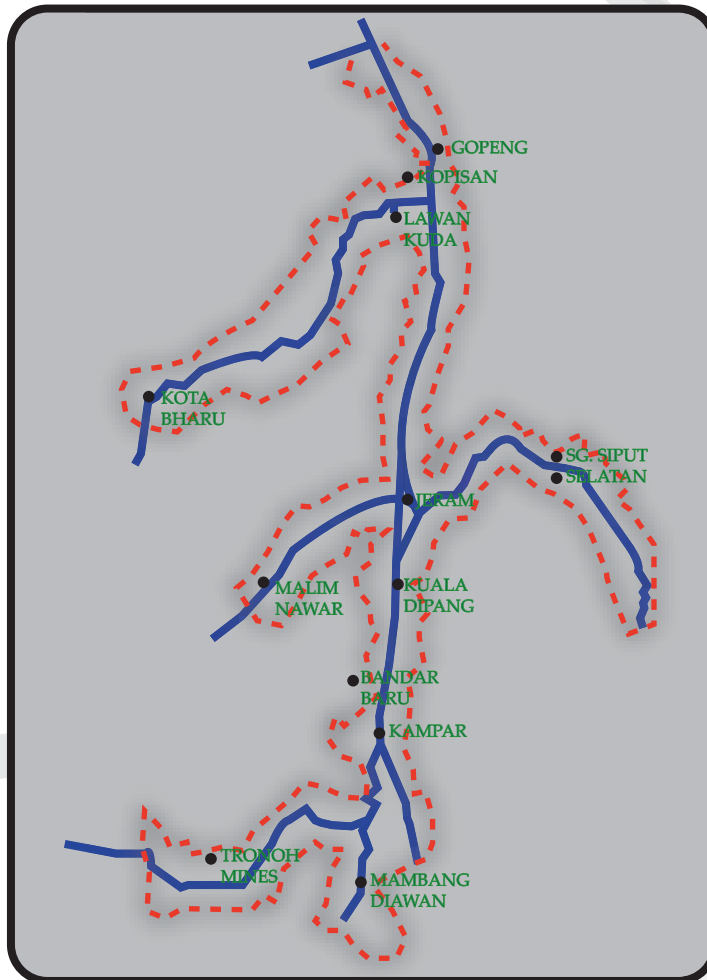 GOPENG
KOPISAN
LAWAN
KUDA
KOTA
BHARU
SG. SIPUT
SELATAN
JERAM
MALIM
NAWAR
KUALA
DIPANG
BANDAR
BARU
KAMPAR
TRONOH
MINES
MAMBANG
DIAWAN